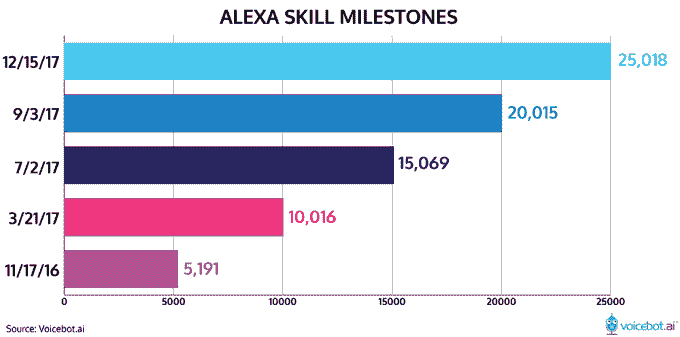 ALEXA SKILL MILESTONES
12/15/17 25,018
9/3/17 20,015
7/2/17 15,069
3/21/17 10,016
11/17/16 5,191
0 5000 10000 15000 20000 25000
Source: Voicebot.ai voicebot.ai